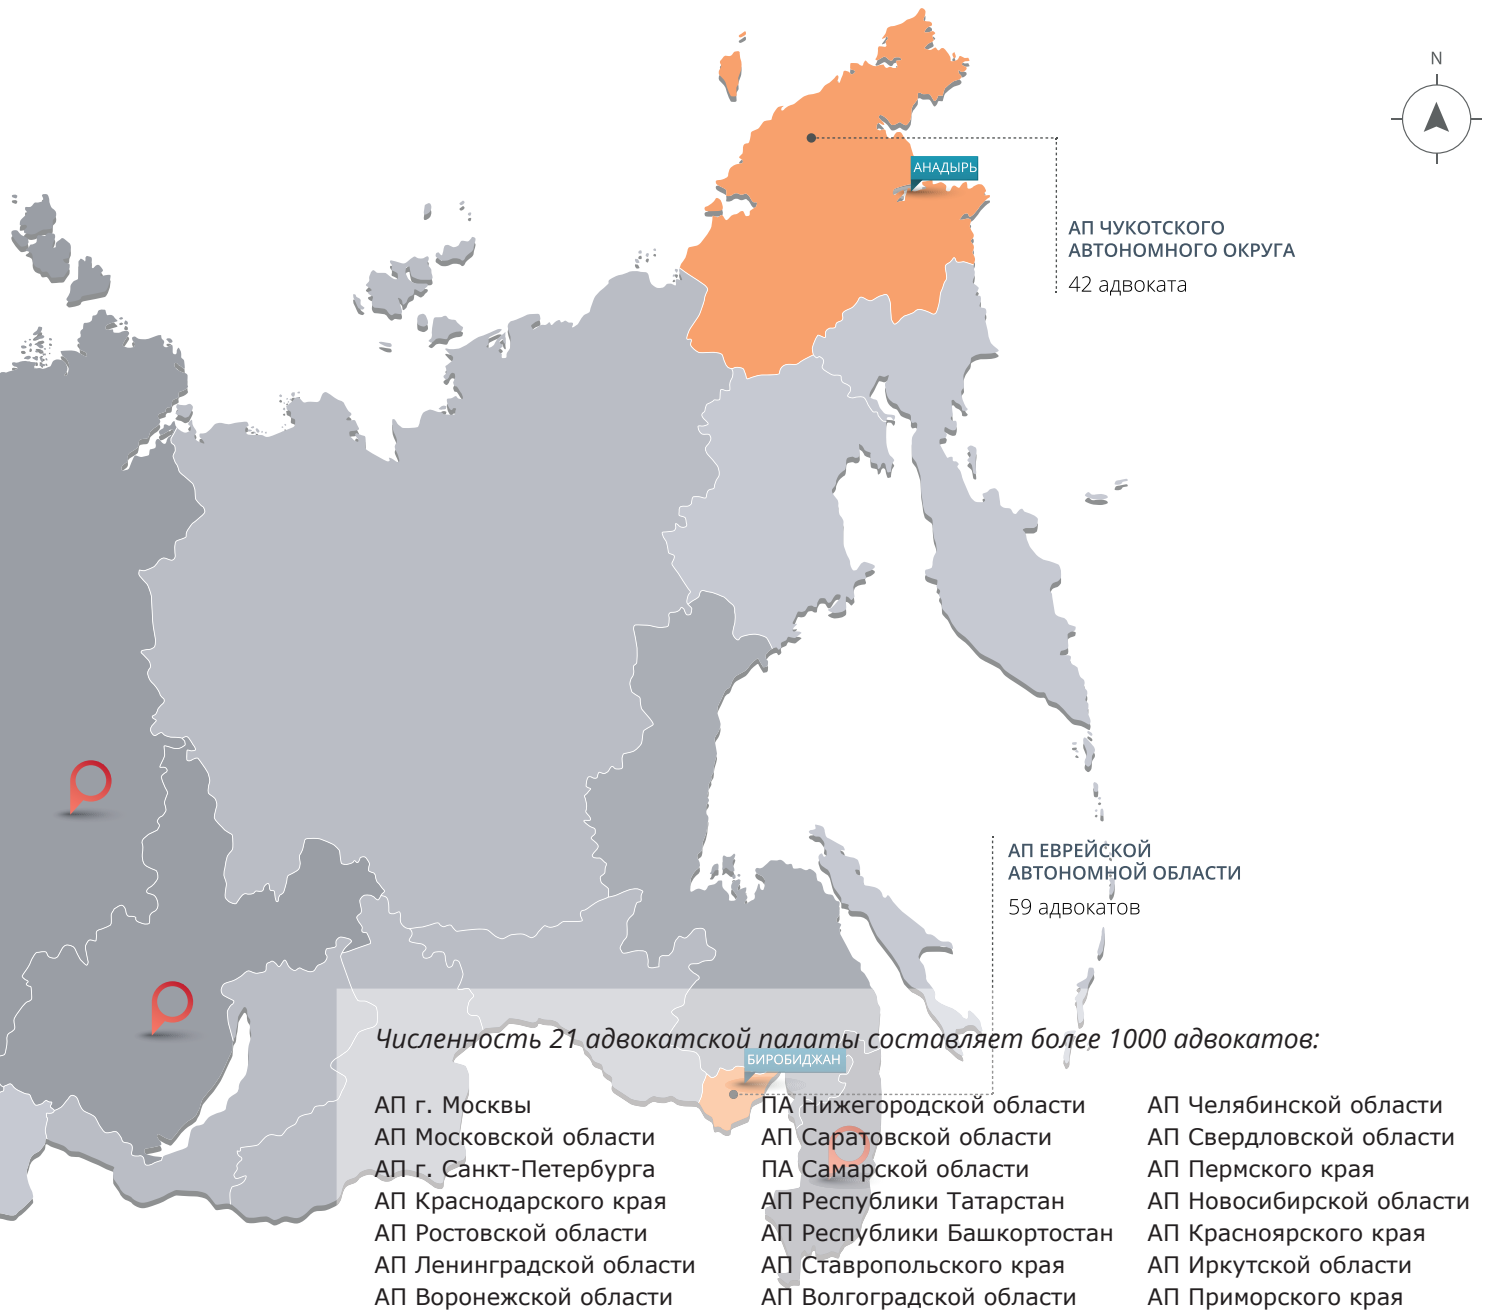 N
АНАДЫРЬ
АП ЧУКОТСКОГО
АВТОНОМНОГО ОКРУГА
42 адвоката
АП ЕВРЕЙСКОЙ
АВТОНОМНОЙ ОБЛАСТИ
59 адвокатов
Численность 21 адвокатской палаты составляет более 1000 адвокатов:
БИРОБИДЖАН
АП г. Москвы
АП Московской области
АП г. Санкт-Петербурга
АП Краснодарского края
АП Ростовской области
АП Ленинградской области
АП Воронежской области
ПА Нижегородской области
АП Саратовской области
ПА Самарской области
АП Республики Татарстан
АП Республики Башкортостан
АП Ставропольского края
АП Волгоградской области
АП Челябинской области
АП Свердловской области
АП Пермского края
АП Новосибирской области
АП Красноярского края
АП Иркутской области
АП Приморского края